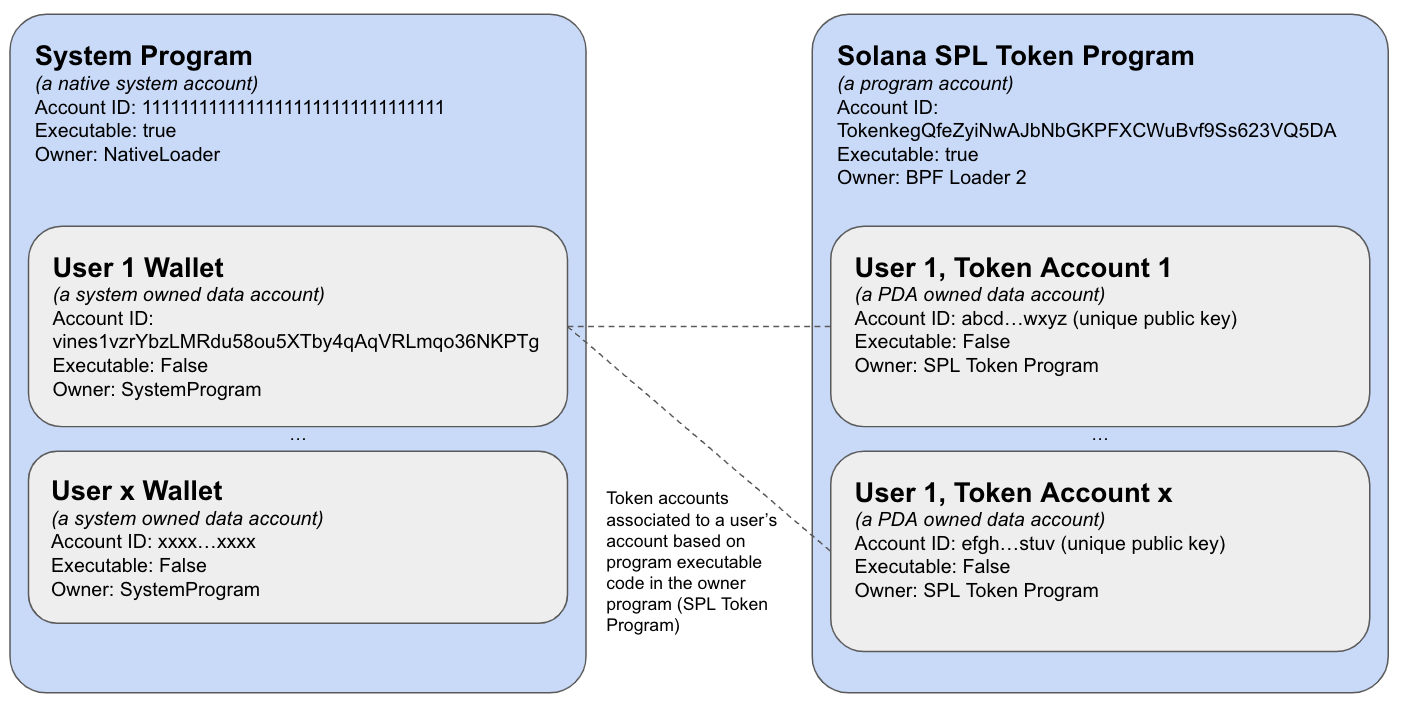 System Program
(a native system account)
Account ID: 11111111111111111111111111111111
Executable: true
Owner: NativeLoader
User 1 Wallet
(a system owned data account)
Account ID:
vines1vzrYbzLMRdu58ou5XTby4qAqVRLmqo36NKPTg
Executable: False
Owner: SystemProgram
...
User x Wallet
(a system owned data account)
Account ID: xxxx…xxxx
Executable: False
Owner: SystemProgram
Token accounts
associated to a user’s
account based on
program executable
code in the owner
program (SPL Token
Program)
Solana SPL Token Program
(a program account)
Account ID:
TokenkegQfeZyiNwAJbNbGKPFXCWuBvf9Ss623VQ5DA
Executable: true
Owner: BPF Loader 2
User 1, Token Account 1
(a PDA owned data account)
Account ID: abcd…wxyz (unique public key)
Executable: False
Owner: SPL Token Program
...
User 1, Token Account x
(a PDA owned data account)
Account ID: efgh…stuv (unique public key)
Executable: False
Owner: SPL Token Program